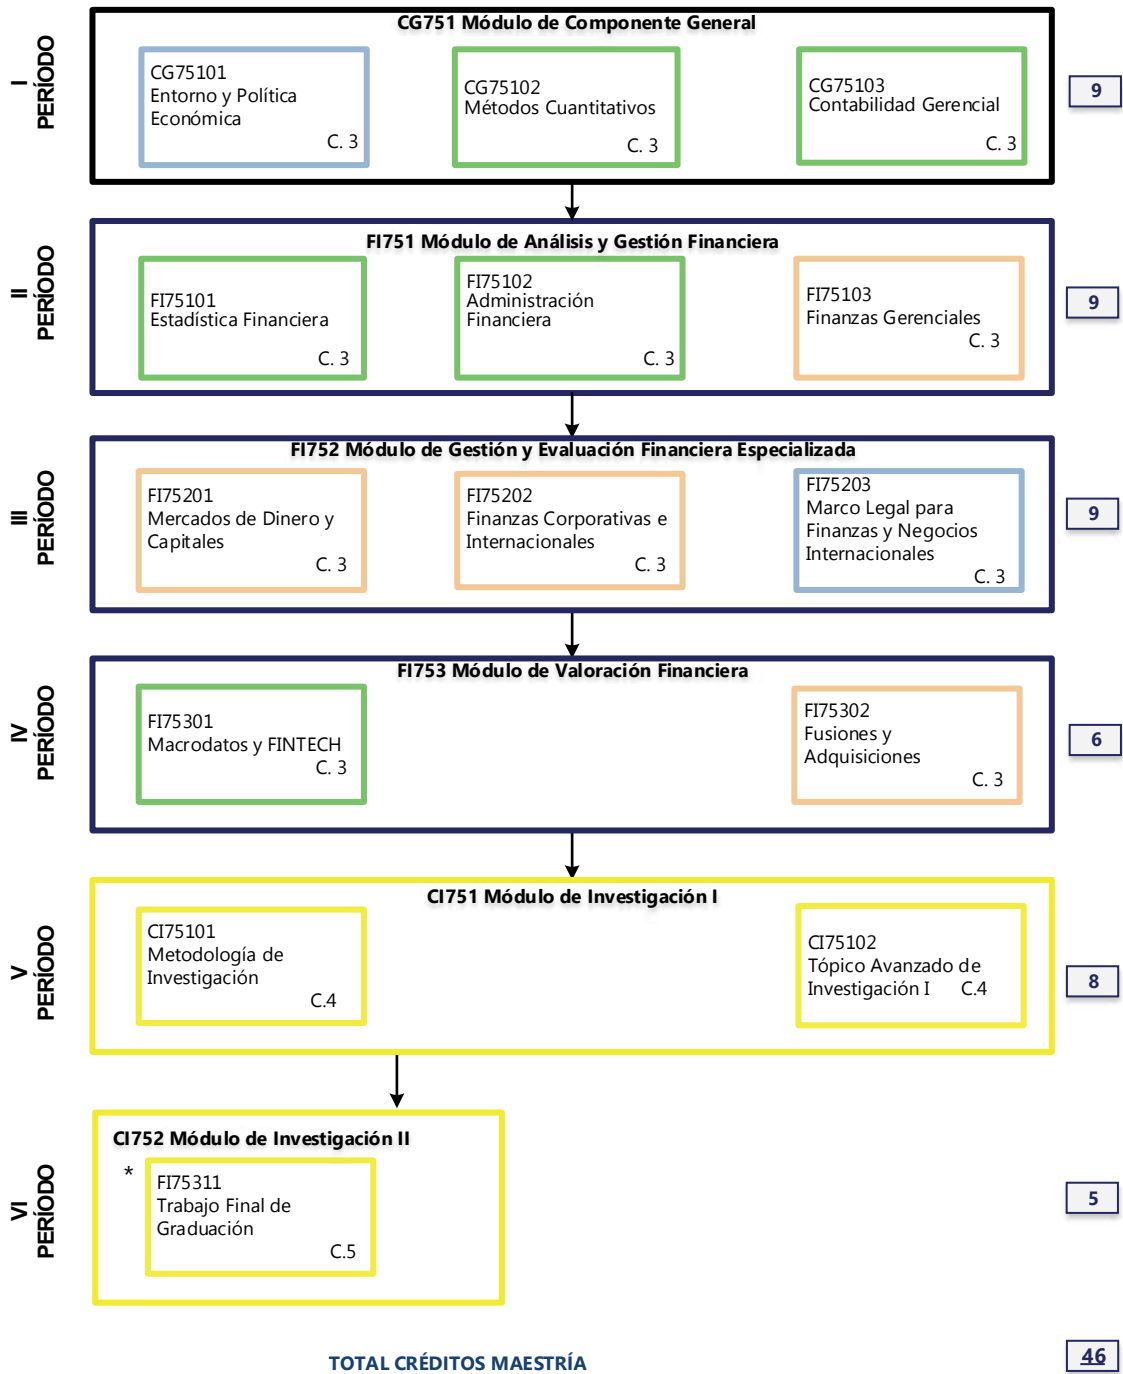 I
PERÍODO
CG751 Módulo de Componente General
CG75101
Entorno y Política
Económica
C. 3
CG75102
Métodos Cuantitativos
C. 3
CG75103
Contabilidad Gerencial
C. 3
9
II
PERÍODO
FI751 Módulo de Análisis y Gestión Financiera
FI75101
Estadística Financiera
C. 3
FI75102
Administración
Financiera
C. 3
FI75103
Finanzas Gerenciales
C. 3
9
III
PERÍODO
FI752 Módulo de Gestión y Evaluación Financiera Especializada
FI75201
Mercados de Dinero y
Capitales
C. 3
FI75202
Finanzas Corporativas e
Internacionales
C. 3
FI75203
Marco Legal para
Finanzas y Negocios
Internacionales
C. 3
9
IV
PERÍODO
FI753 Módulo de Valoración Financiera
FI75301
Macrodatos y FINTECH
C. 3
FI75302
Fusiones y
Adquisiciones
C. 3
6
V
PERÍODO
CI751 Módulo de Investigación I
CI75101
Metodología de
Investigación
C.4
CI75102
Tópico Avanzado de
Investigación I C.4
8
VI
PERÍODO
CI752 Módulo de Investigación II
*
FI75311
Trabajo Final de
Graduación
C.5
5
TOTAL CRÉDITOS MAESTRÍA
46